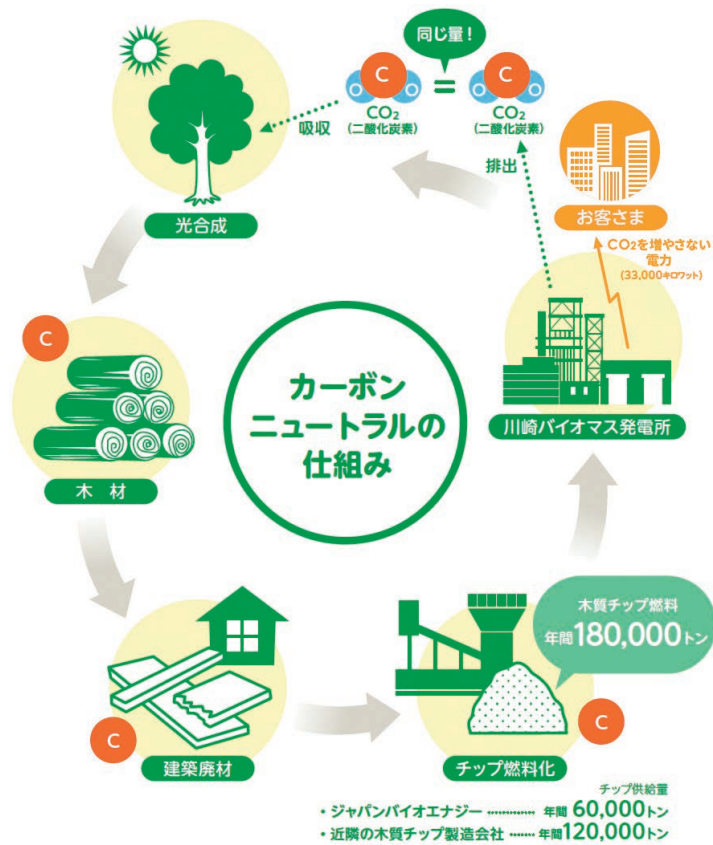 同じ量！
C
=
C
O
O
O
O
CO2
(二酸化炭素)
CO2
(二酸化炭素)
吸収
排出
光合成
お客さま
CO2を増やさない
電力
(33,000キロワット)
C
カーボン
ニュートラルの
仕組み
川崎バイオマス発電所
木 材
木質チップ燃料
年間180,000トン
C
C
建築廃材
チップ燃料化
チップ供給量
・ジャパンバイオエナジー ………… 年間 60,000トン
・近隣の木質チップ製造会社 …… 年間120,000トン